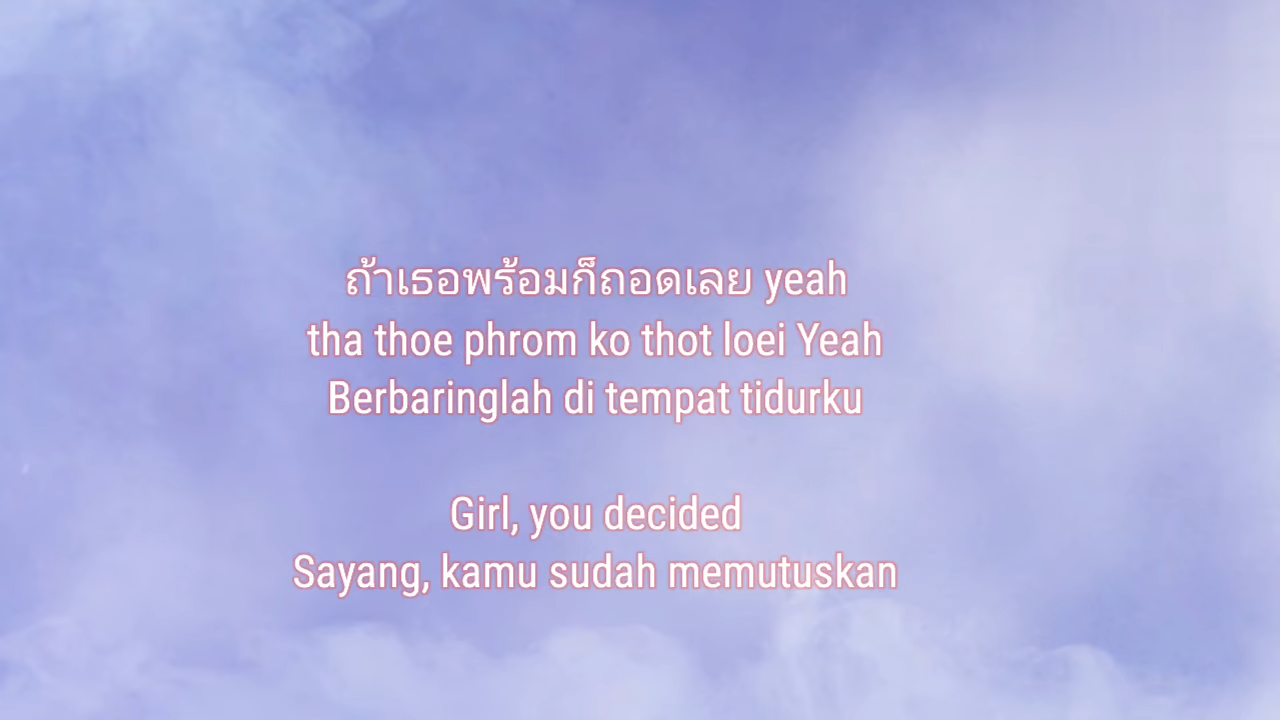 ถ้าเธอพร้อมก็ถอดเลย yeah
tha thoe phrom ko thot loei Yeah
Berbaringlah di tempat tidurku
Girl, you decided
Sayang, kamu sudah memutuskan